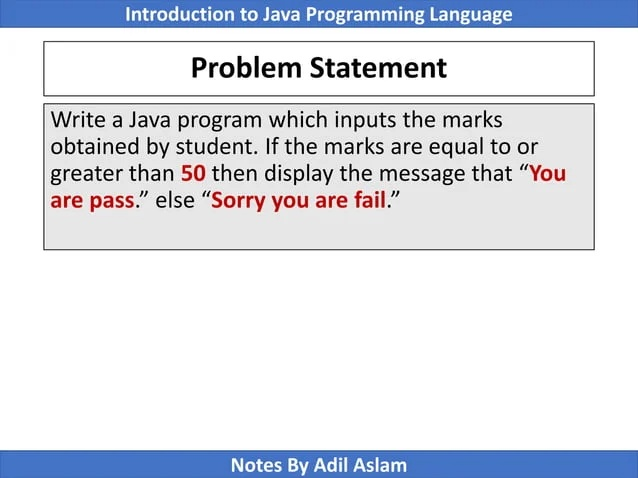 Introduction to Java Programming Language
Problem Statement
Write a Java program which inputs the marks
obtained by student. If the marks are equal to or
greater than 50 then display the message that “You
are pass.” else “Sorry you are fail.”
Notes By Adil Aslam